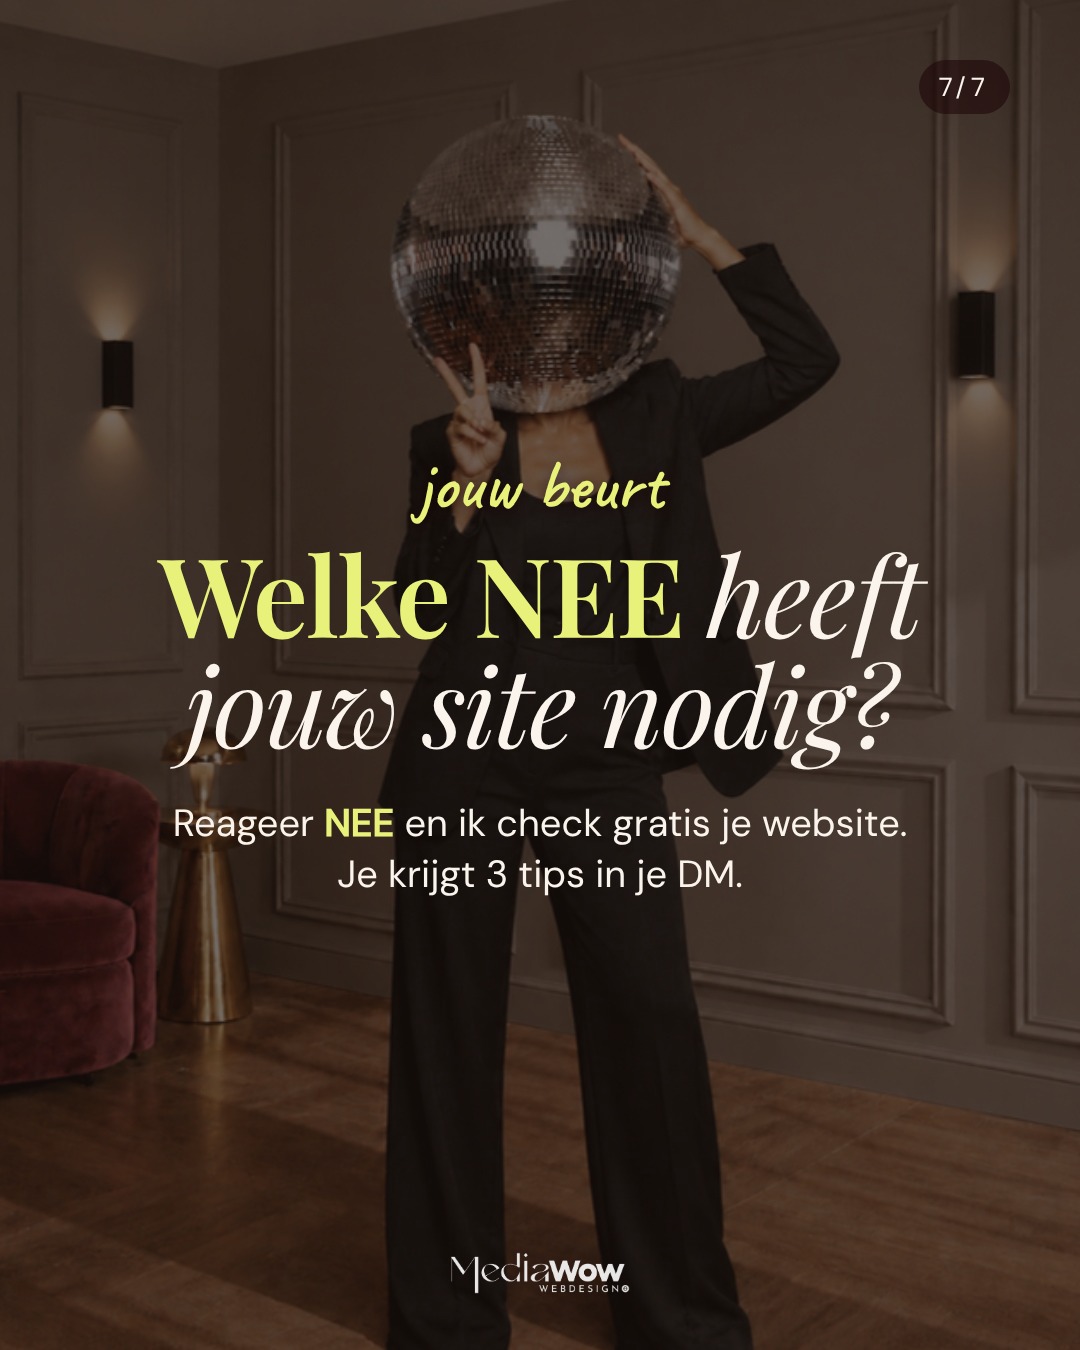 7/7
jouw beurt
Welke NEE heeft
jouw site nodig?
Reageer NEE en ik check gratis je website.
Je krijgt 3 tips in je DM.
MediaWow
WEBDESIGN